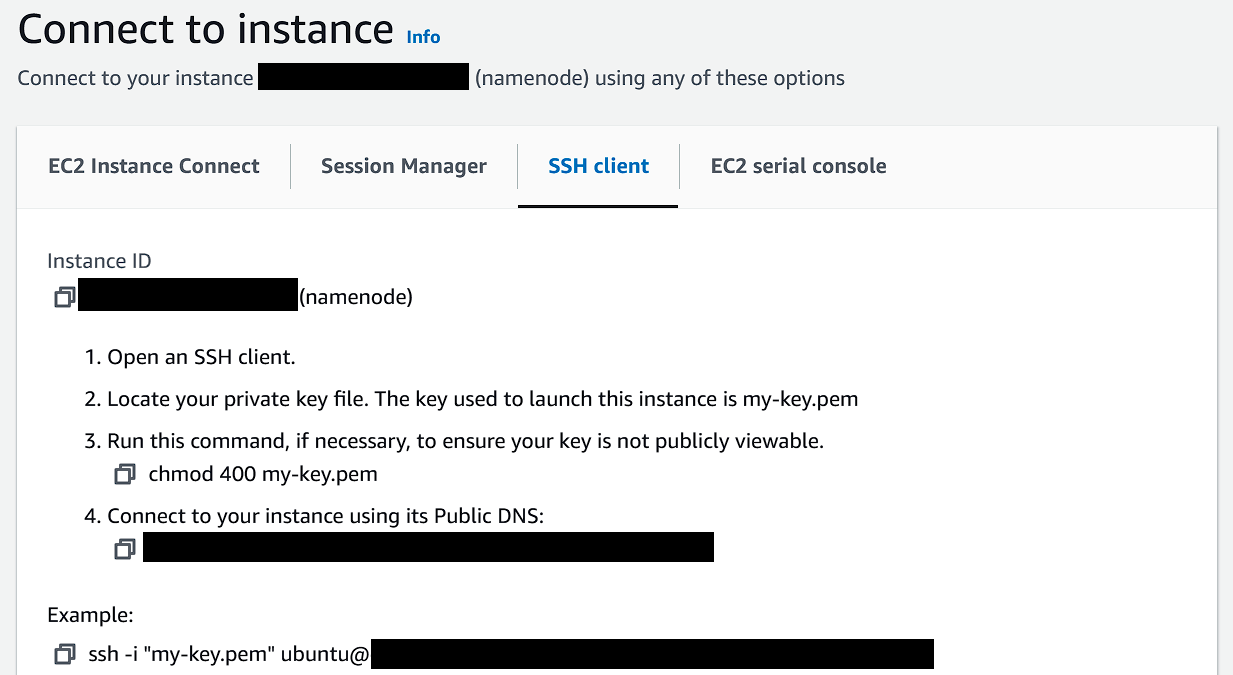 Connect to instance Info
Connect to your instance (namenode) using any of these options
EC2 Instance Connect Session Manager SSH client EC2 serial console
Instance ID
(namenode)
1. Open an SSH client.
2. Locate your private key file. The key used to launch this instance is my-key.pem
3. Run this command, if necessary, to ensure your key is not publicly viewable.
chmod 400 my-key.pem
4. Connect to your instance using its Public DNS:
Example:
ssh -i "my-key.pem" ubuntu@